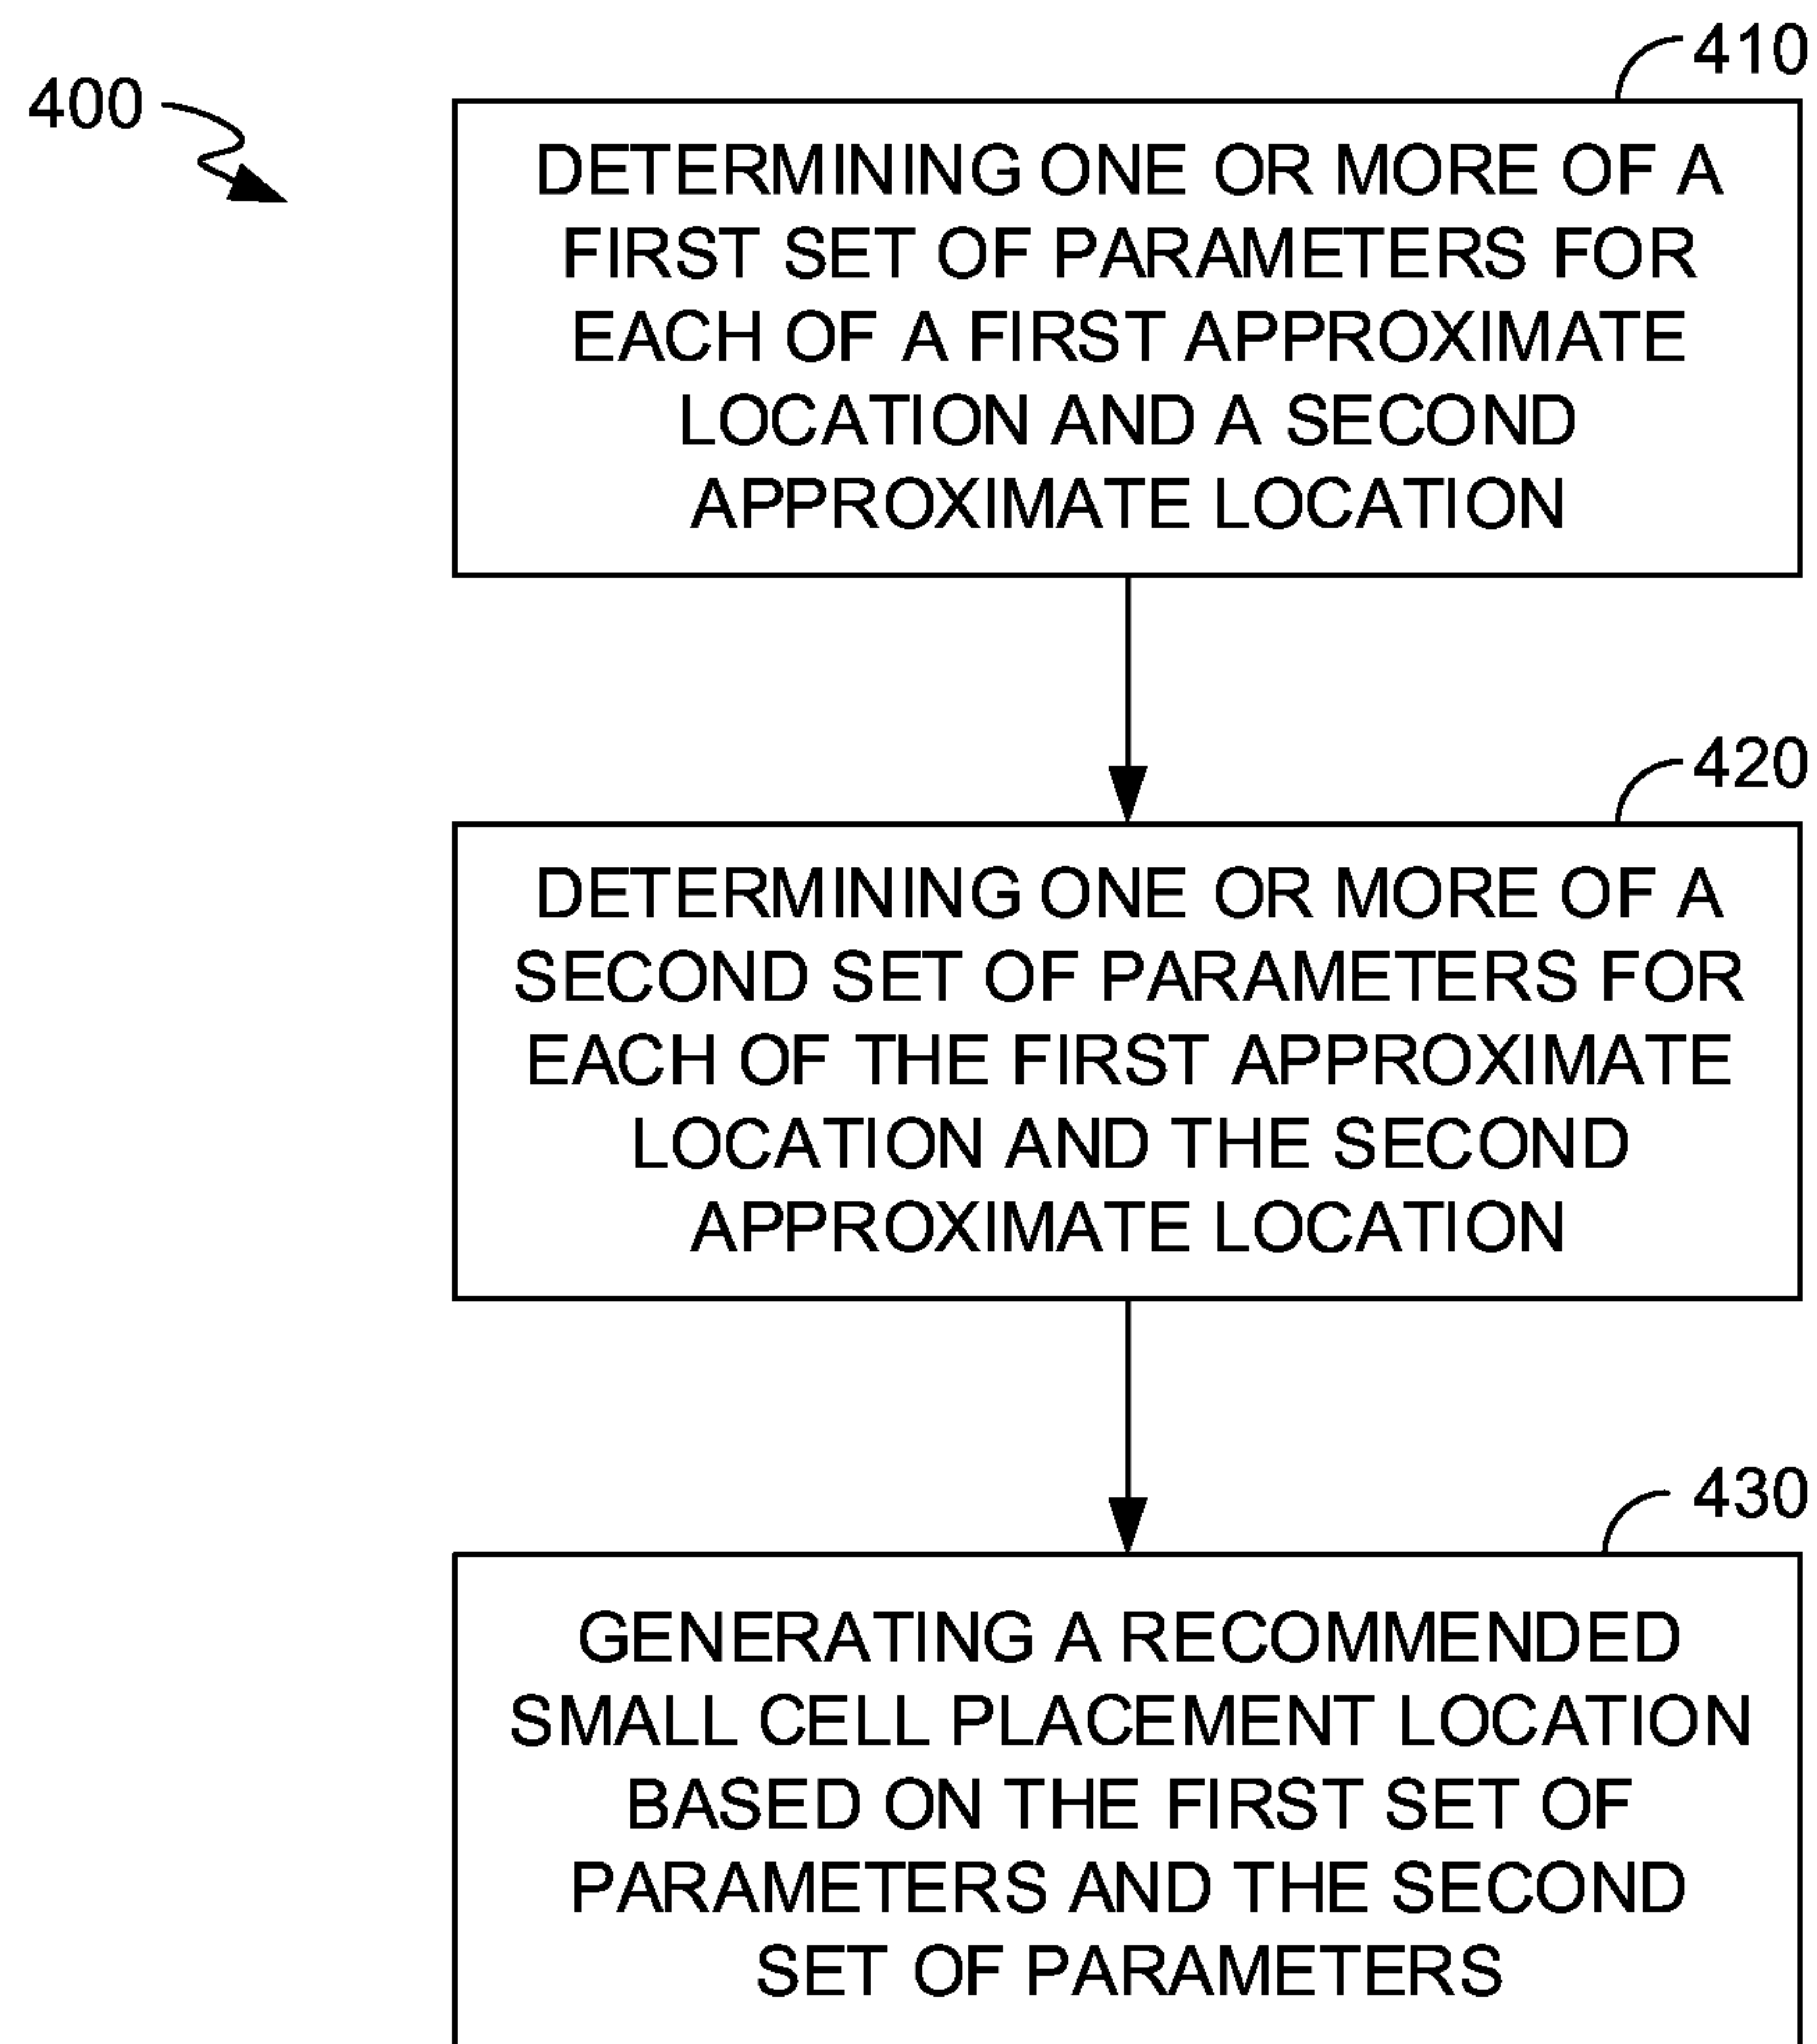 400
410
DETERMINING ONE OR MORE OF A
FIRST SET OF PARAMETERS FOR
EACH OF A FIRST APPROXIMATE
LOCATION AND A SECOND
APPROXIMATE LOCATION
420
DETERMINING ONE OR MORE OF A
SECOND SET OF PARAMETERS FOR
EACH OF THE FIRST APPROXIMATE
LOCATION AND THE SECOND
APPROXIMATE LOCATION
430
GENERATING A RECOMMENDED
SMALL CELL PLACEMENT LOCATION
BASED ON THE FIRST SET OF
PARAMETERS AND THE SECOND
SET OF PARAMETERS